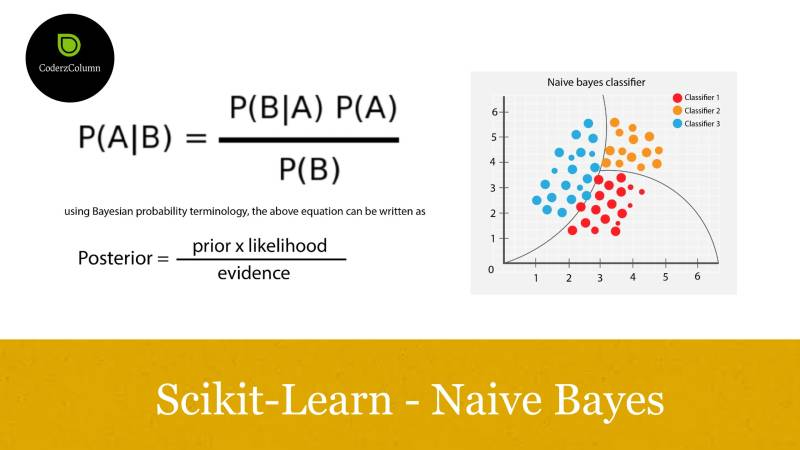 CoderzColumn
P(A|B) = P(B|A) P(A)
P(B)
using Bayesian probability terminology, the above equation can be written as
Posterior = prior x likelihood
evidence
Naive bayes classifier
Classifier 1
Classifier 2
Classifier 3
6
5
4
3
2
1
0
1 2 3 4 5 6
Scikit-Learn - Naive Bayes